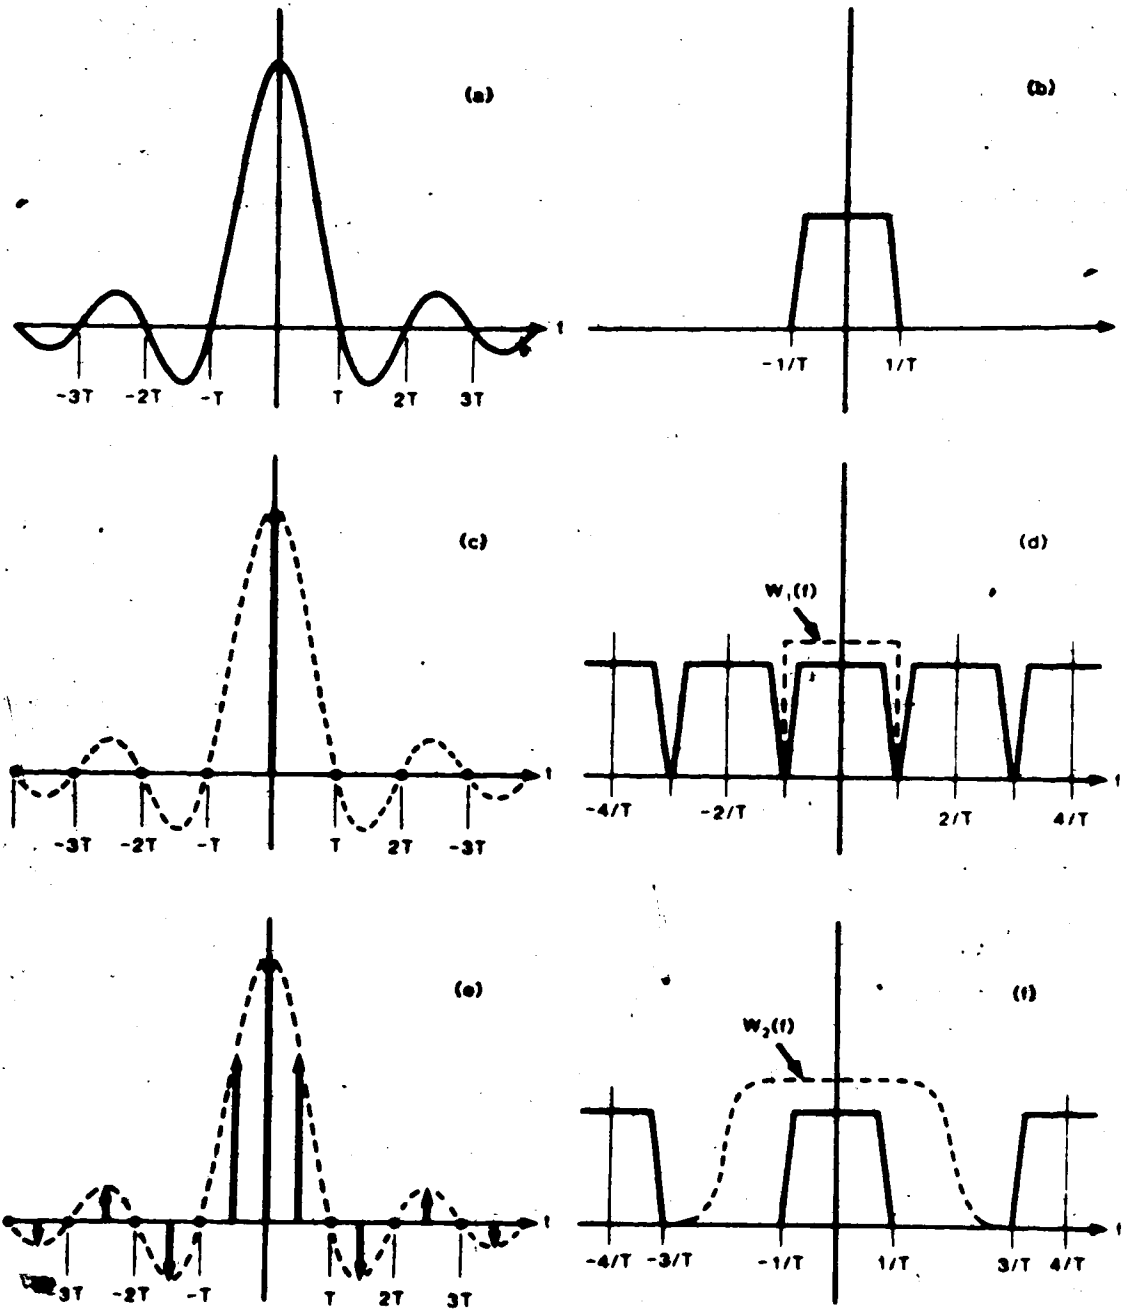 (a)
t
-3T -2T -T T 2T 3T
(b)
-1/T 1/T
(c)
t
-3T -2T -T T 2T -3T
(d)
W₁(f)
f
-4/T -2/T 2/T 4/T
(e)
t
3T -2T -T T 2T 3T
(f)
W₂(f)
f
-4/T -3/T -1/T 1/T 3/T 4/T